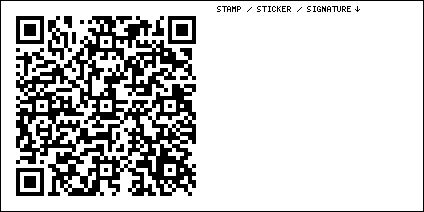 STAMP / STICKER / SIGNATURE ↓